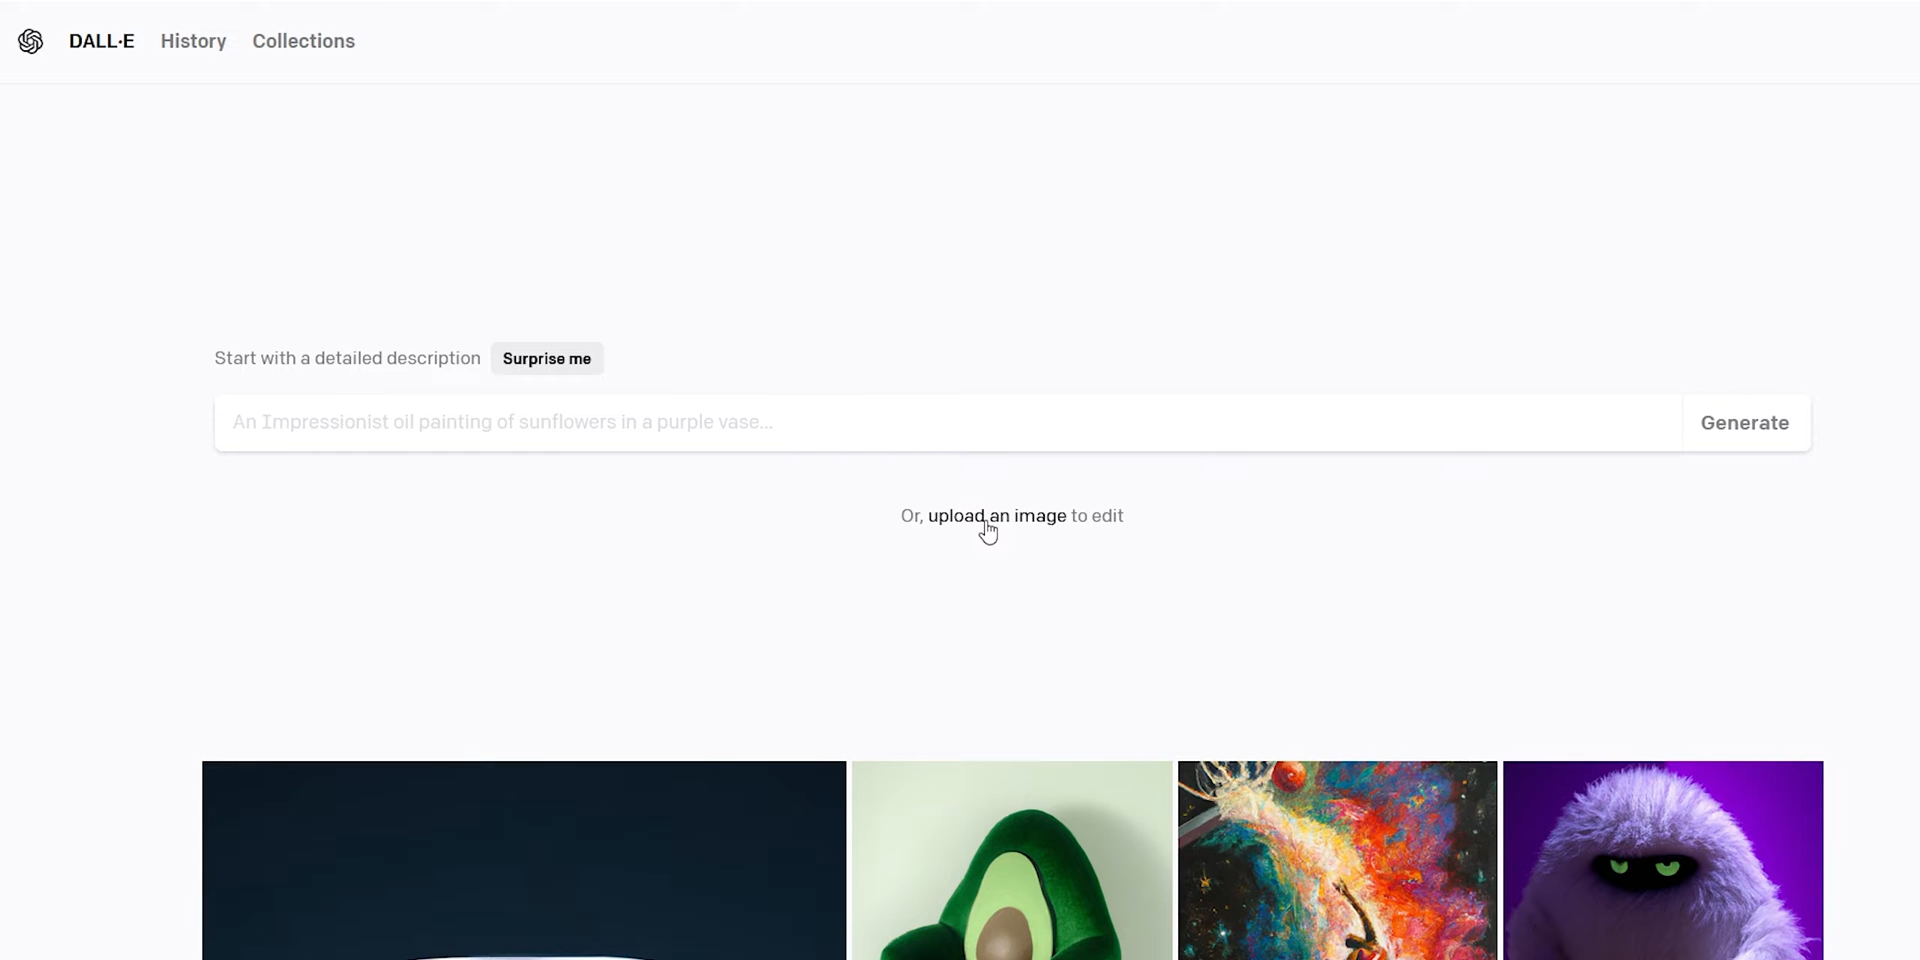 DALL·E History Collections
Start with a detailed description Surprise me
An Impressionist oil painting of sunflowers in a purple vase... Generate
Or, upload an image to edit